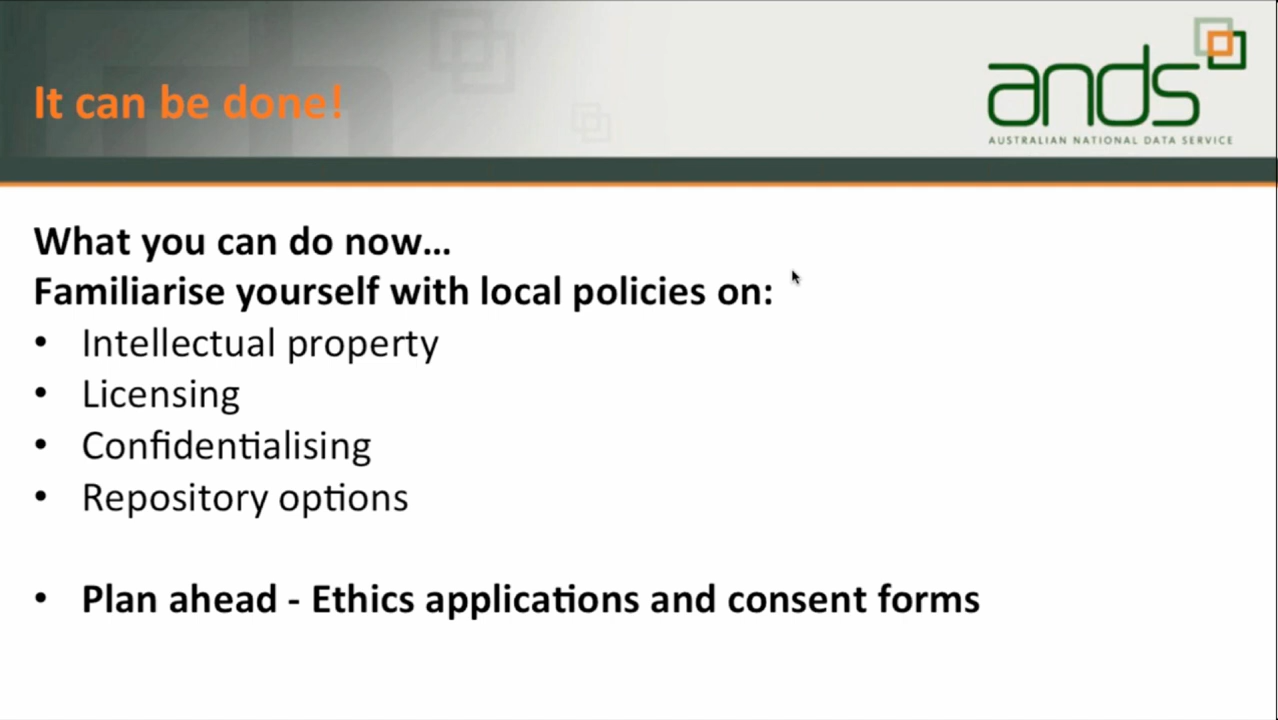 It can be done!
ands
AUSTRALIAN NATIONAL DATA SERVICE
What you can do now...
Familiarise yourself with local policies on:
• Intellectual property
• Licensing
• Confidentialising
• Repository options
• Plan ahead - Ethics applications and consent forms